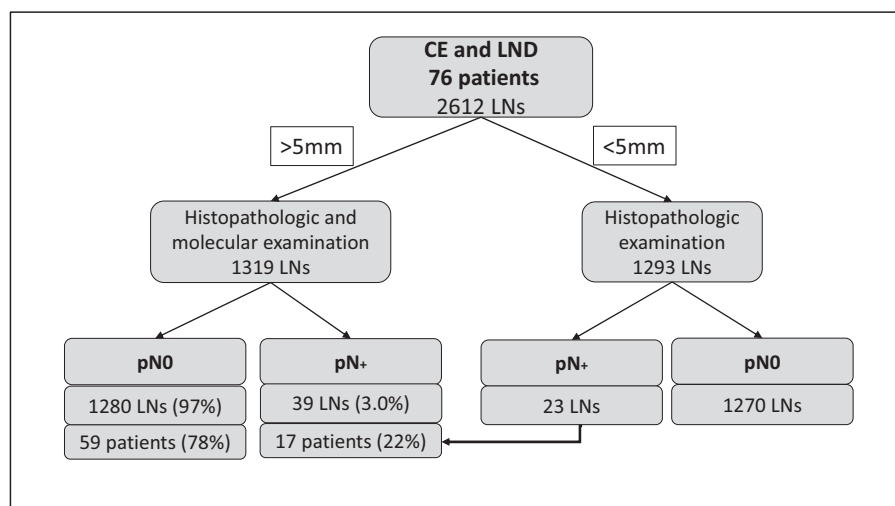 CE and LND
76 patients
2612 LNs
>5mm
<5mm
Histopathologic and
molecular examination
1319 LNs
Histopathologic
examination
1293 LNs
pN0
pN+
pN+
pN0
1280 LNs (97%)
39 LNs (3.0%)
23 LNs
1270 LNs
59 patients (78%)
17 patients (22%)